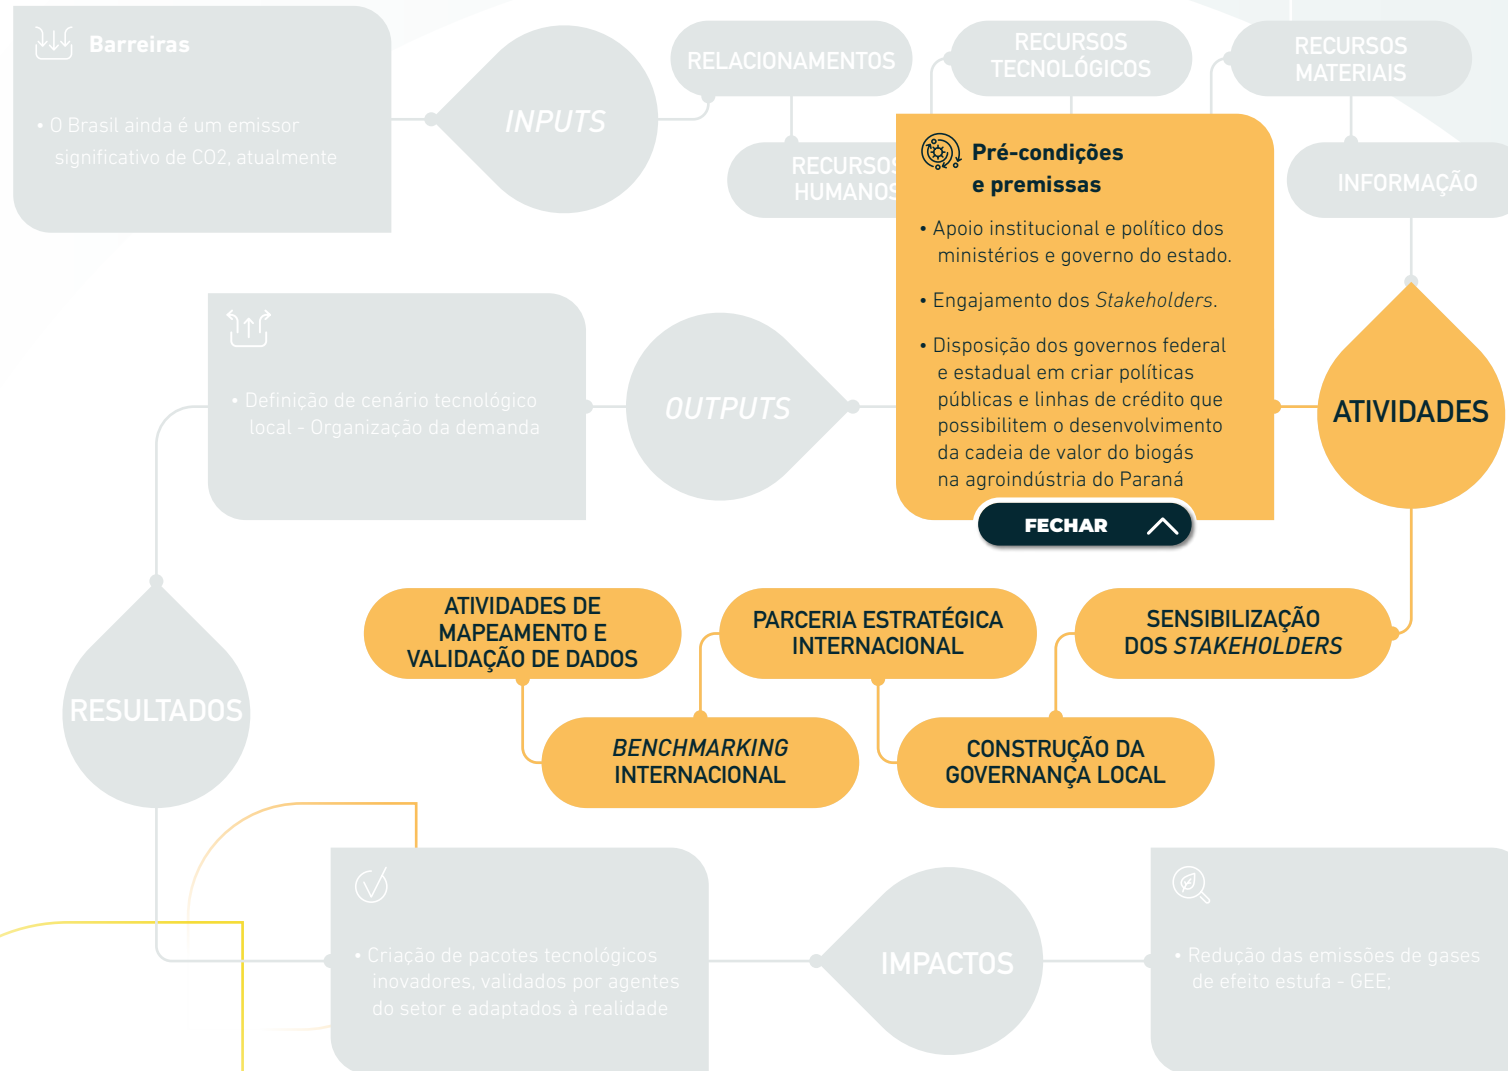 Barreiras
• O Brasil ainda é um emissor
significativo de CO2, atualmente
INPUTS
RELACIONAMENTOS
RECURSOS
HUMANOS
RECURSOS
TECNOLÓGICOS
RECURSOS
MATERIAIS
INFORMAÇÃO
Pré-condições
e premissas
• Apoio institucional e político dos
ministérios e governo do estado.
• Engajamento dos Stakeholders.
• Disposição dos governos federal
e estadual em criar políticas
públicas e linhas de crédito que
possibilitem o desenvolvimento
da cadeia de valor do biogás
na agroindústria do Paraná
FECHAR
ATIVIDADES
• Definição de cenário tecnológico
local - Organização da demanda
OUTPUTS
ATIVIDADES DE
MAPEAMENTO E
VALIDAÇÃO DE DADOS
PARCERIA ESTRATÉGICA
INTERNACIONAL
SENSIBILIZAÇÃO
DOS STAKEHOLDERS
BENCHMARKING
INTERNACIONAL
CONSTRUÇÃO DA
GOVERNANÇA LOCAL
RESULTADOS
• Criação de pacotes tecnológicos
inovadores, validados por agentes
do setor e adaptados à realidade
IMPACTOS
• Redução das emissões de gases
de efeito estufa - GEE;